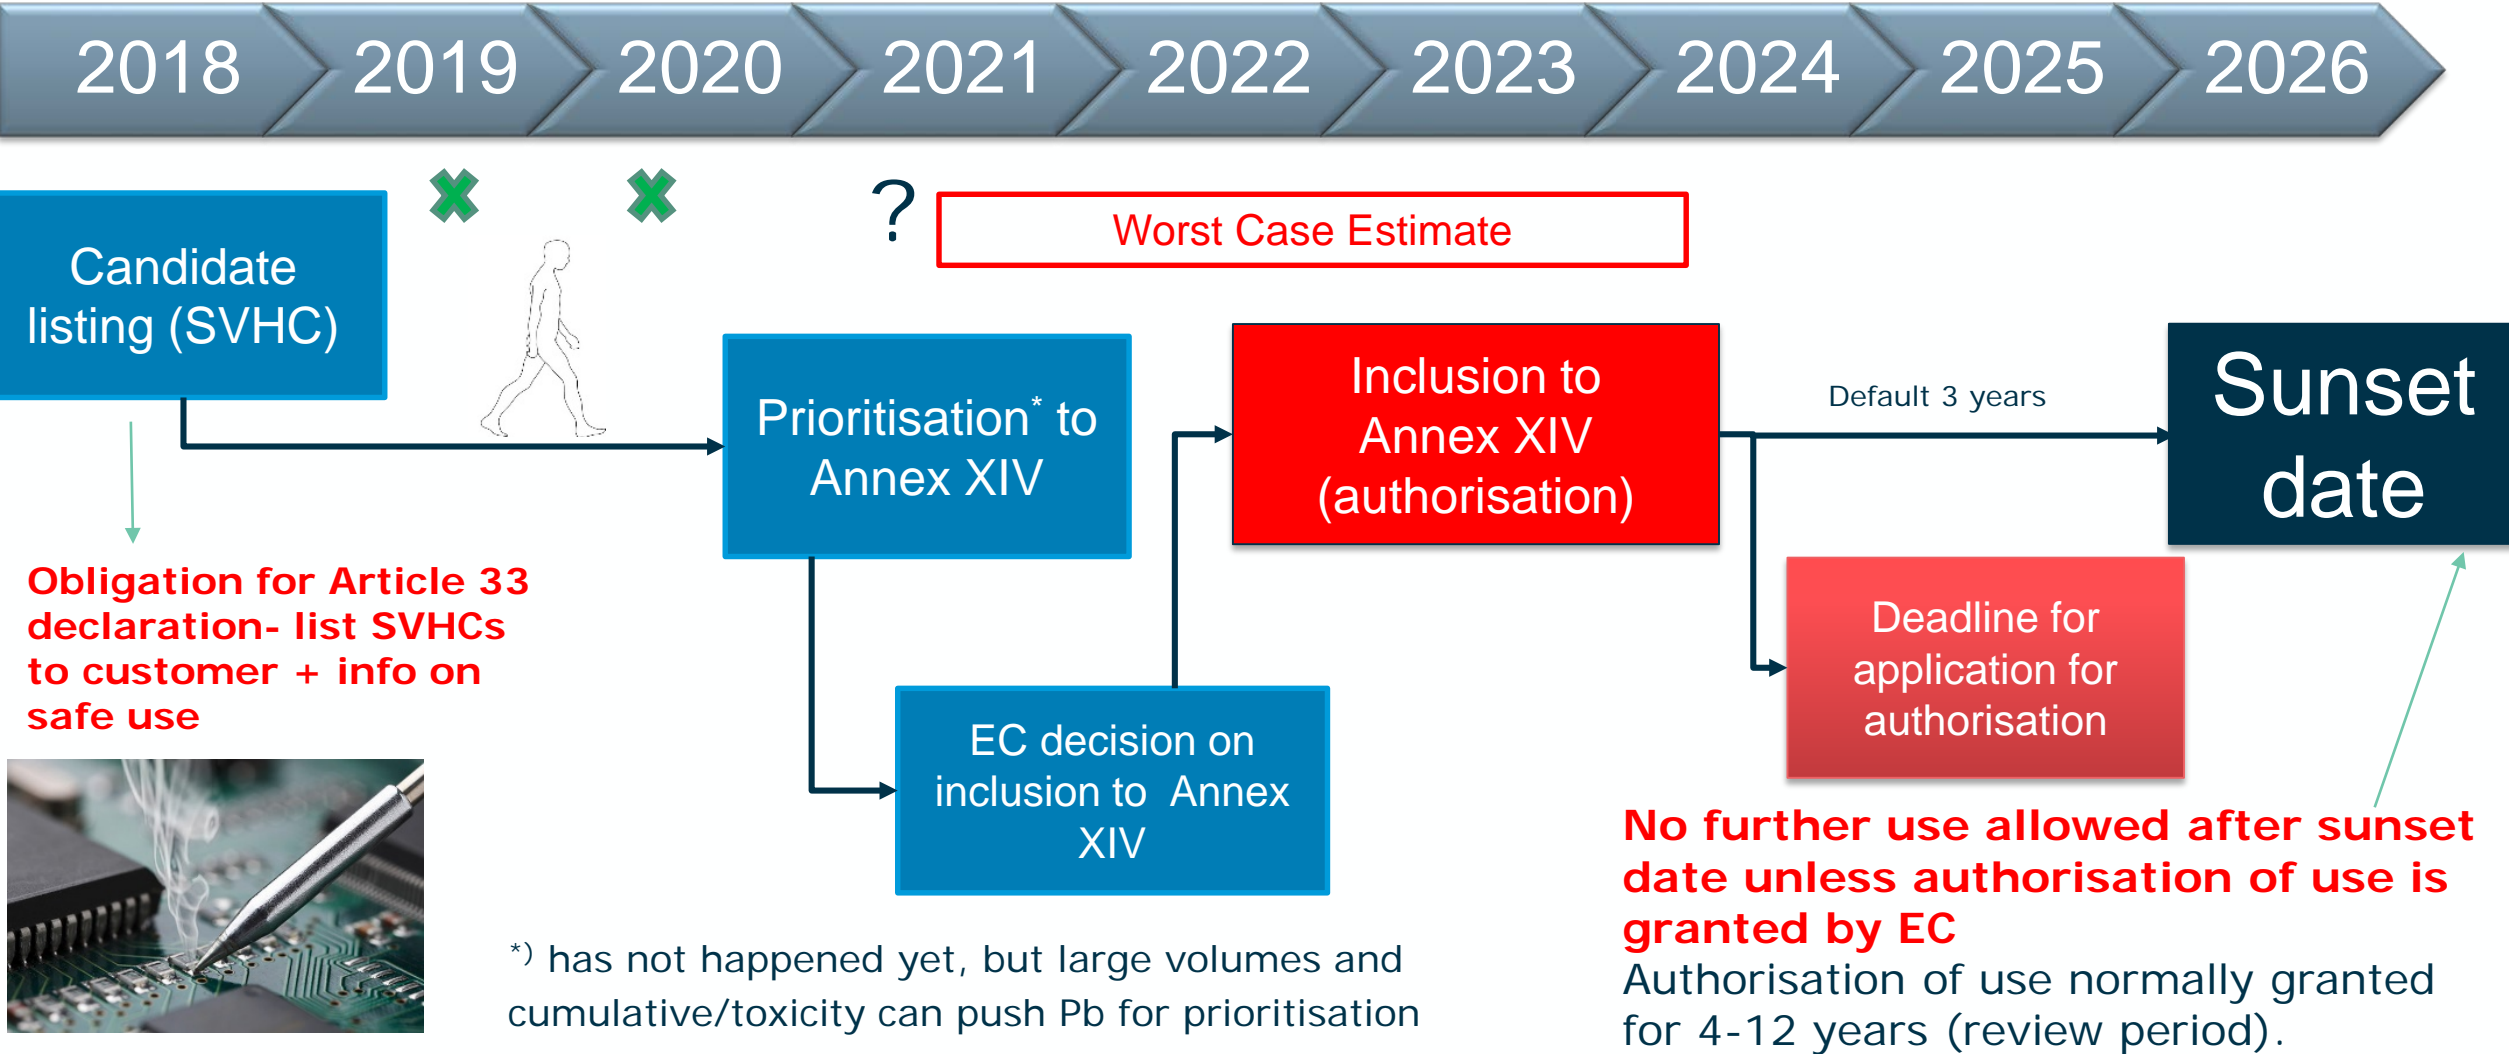 2018 2019 2020 2021 2022 2023 2024 2025 2026
?
Worst Case Estimate
Candidate
listing (SVHC)
Prioritisation* to
Annex XIV
Inclusion to
Annex XIV
(authorisation)
Default 3 years
Sunset
date
Obligation for Article 33
declaration- list SVHCs
to customer + info on
safe use
EC decision on
inclusion to Annex
XIV
Deadline for
application for
authorisation
*) has not happened yet, but large volumes and
cumulative/toxicity can push Pb for prioritisation
No further use allowed after sunset
date unless authorisation of use is
granted by EC
Authorisation of use normally granted
for 4-12 years (review period).